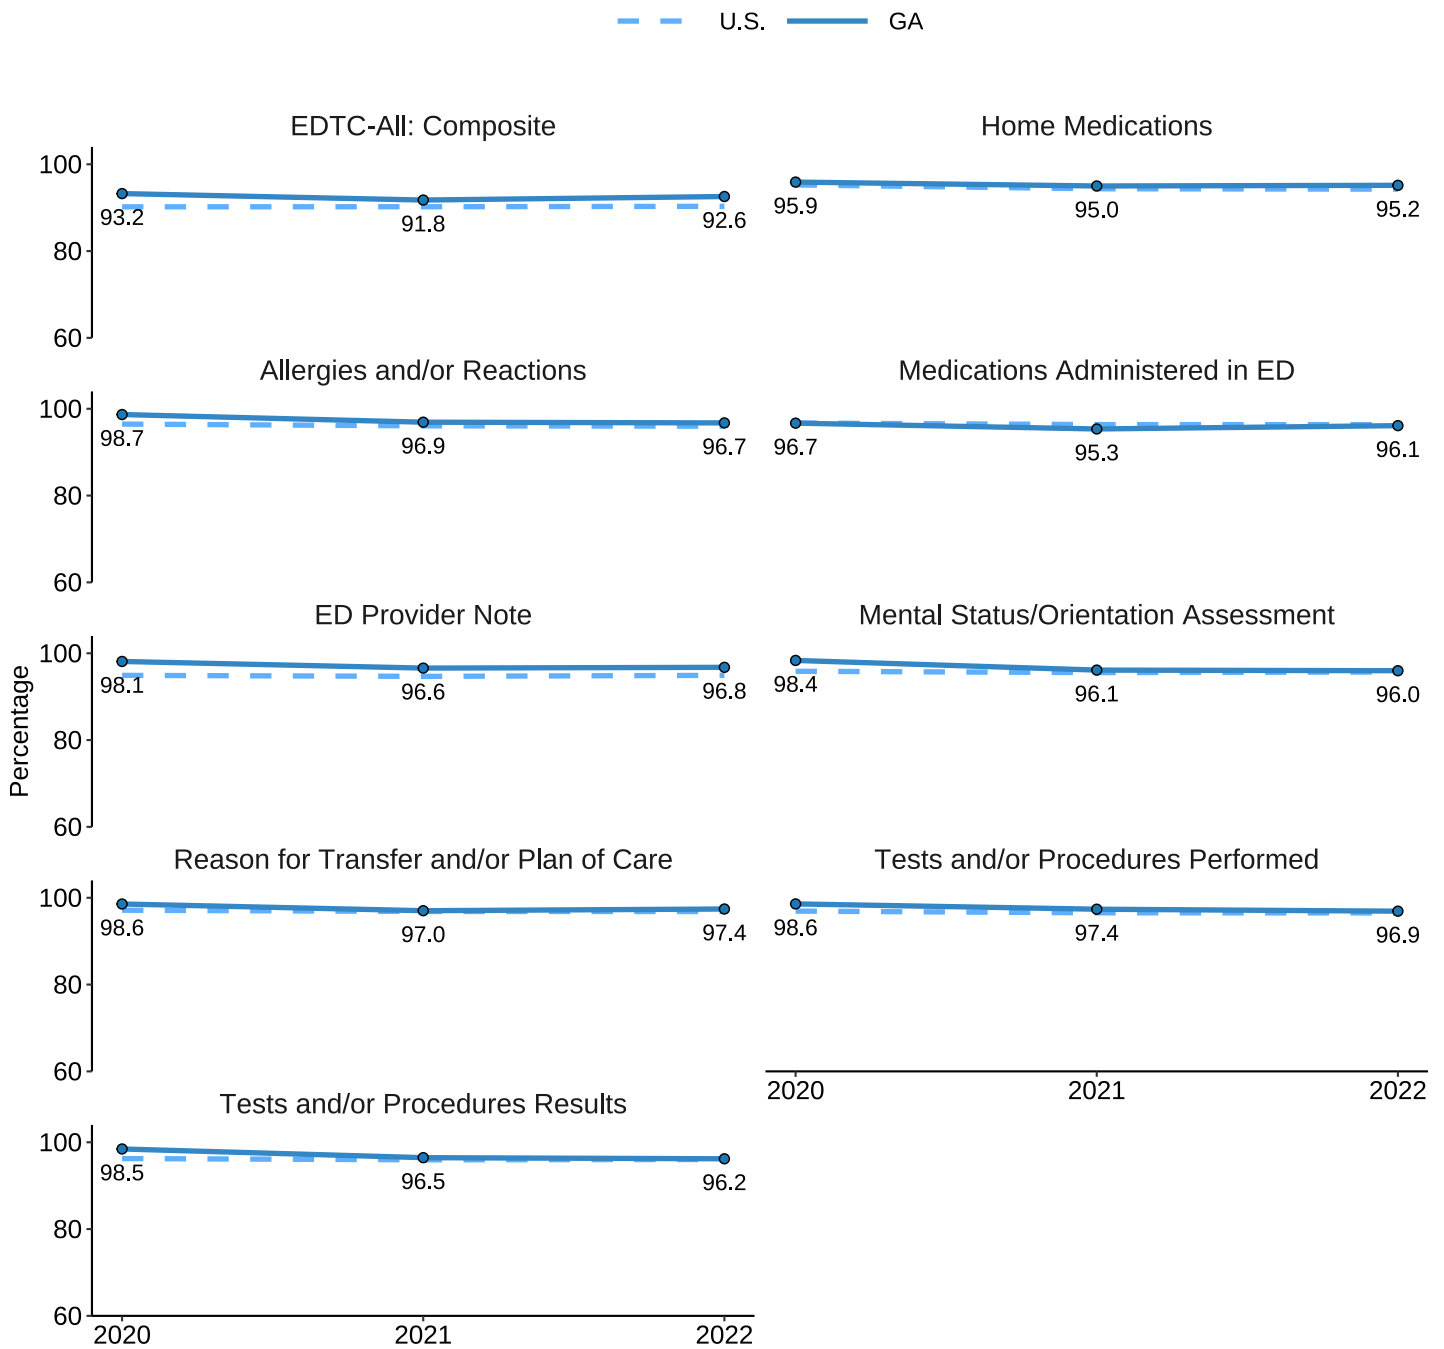 U.S. GA
EDTC-All: Composite
Home Medications
100
80
60
93.2 91.8 92.6
95.9 95.0 95.2
Allergies and/or Reactions
Medications Administered in ED
100
80
60
98.7 96.9 96.7
96.7 95.3 96.1
ED Provider Note
Mental Status/Orientation Assessment
Percentage
100
80
60
98.1 96.6 96.8
98.4 96.1 96.0
Reason for Transfer and/or Plan of Care
Tests and/or Procedures Performed
100
80
60
98.6 97.0 97.4
98.6 97.4 96.9
2020 2021 2022
Tests and/or Procedures Results
100
80
60
98.5 96.5 96.2
2020 2021 2022